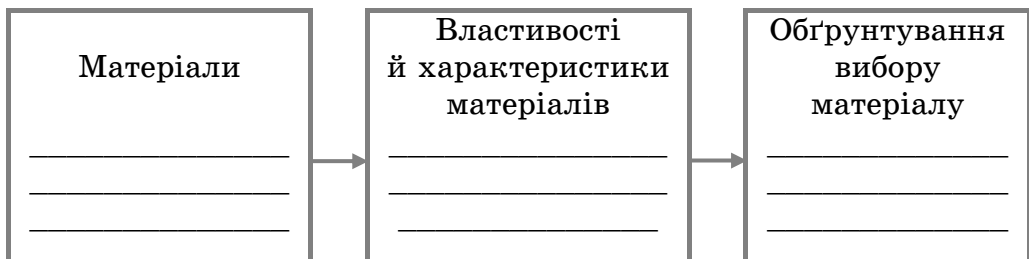 Матеріали
Властивості
й характеристики
матеріалів
Обґрунтування
вибору
матеріалу